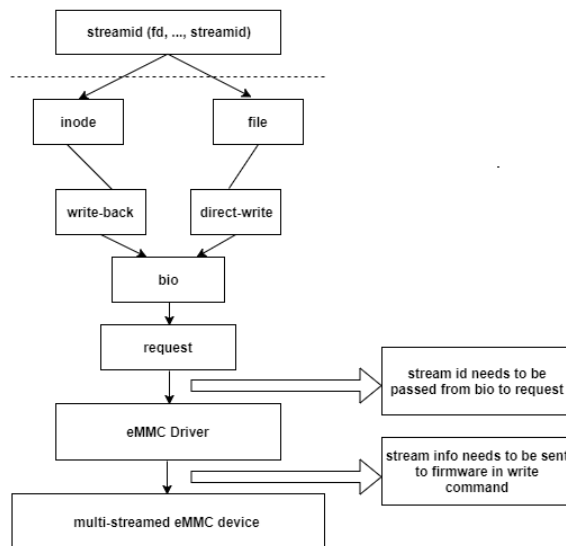 streamid (fd, ..., streamid)
inode
file
write-back
direct-write
bio
request
stream id needs to be
passed from bio to request
eMMC Driver
stream info needs to be sent
to firmware in write
command
multi-streamed eMMC device